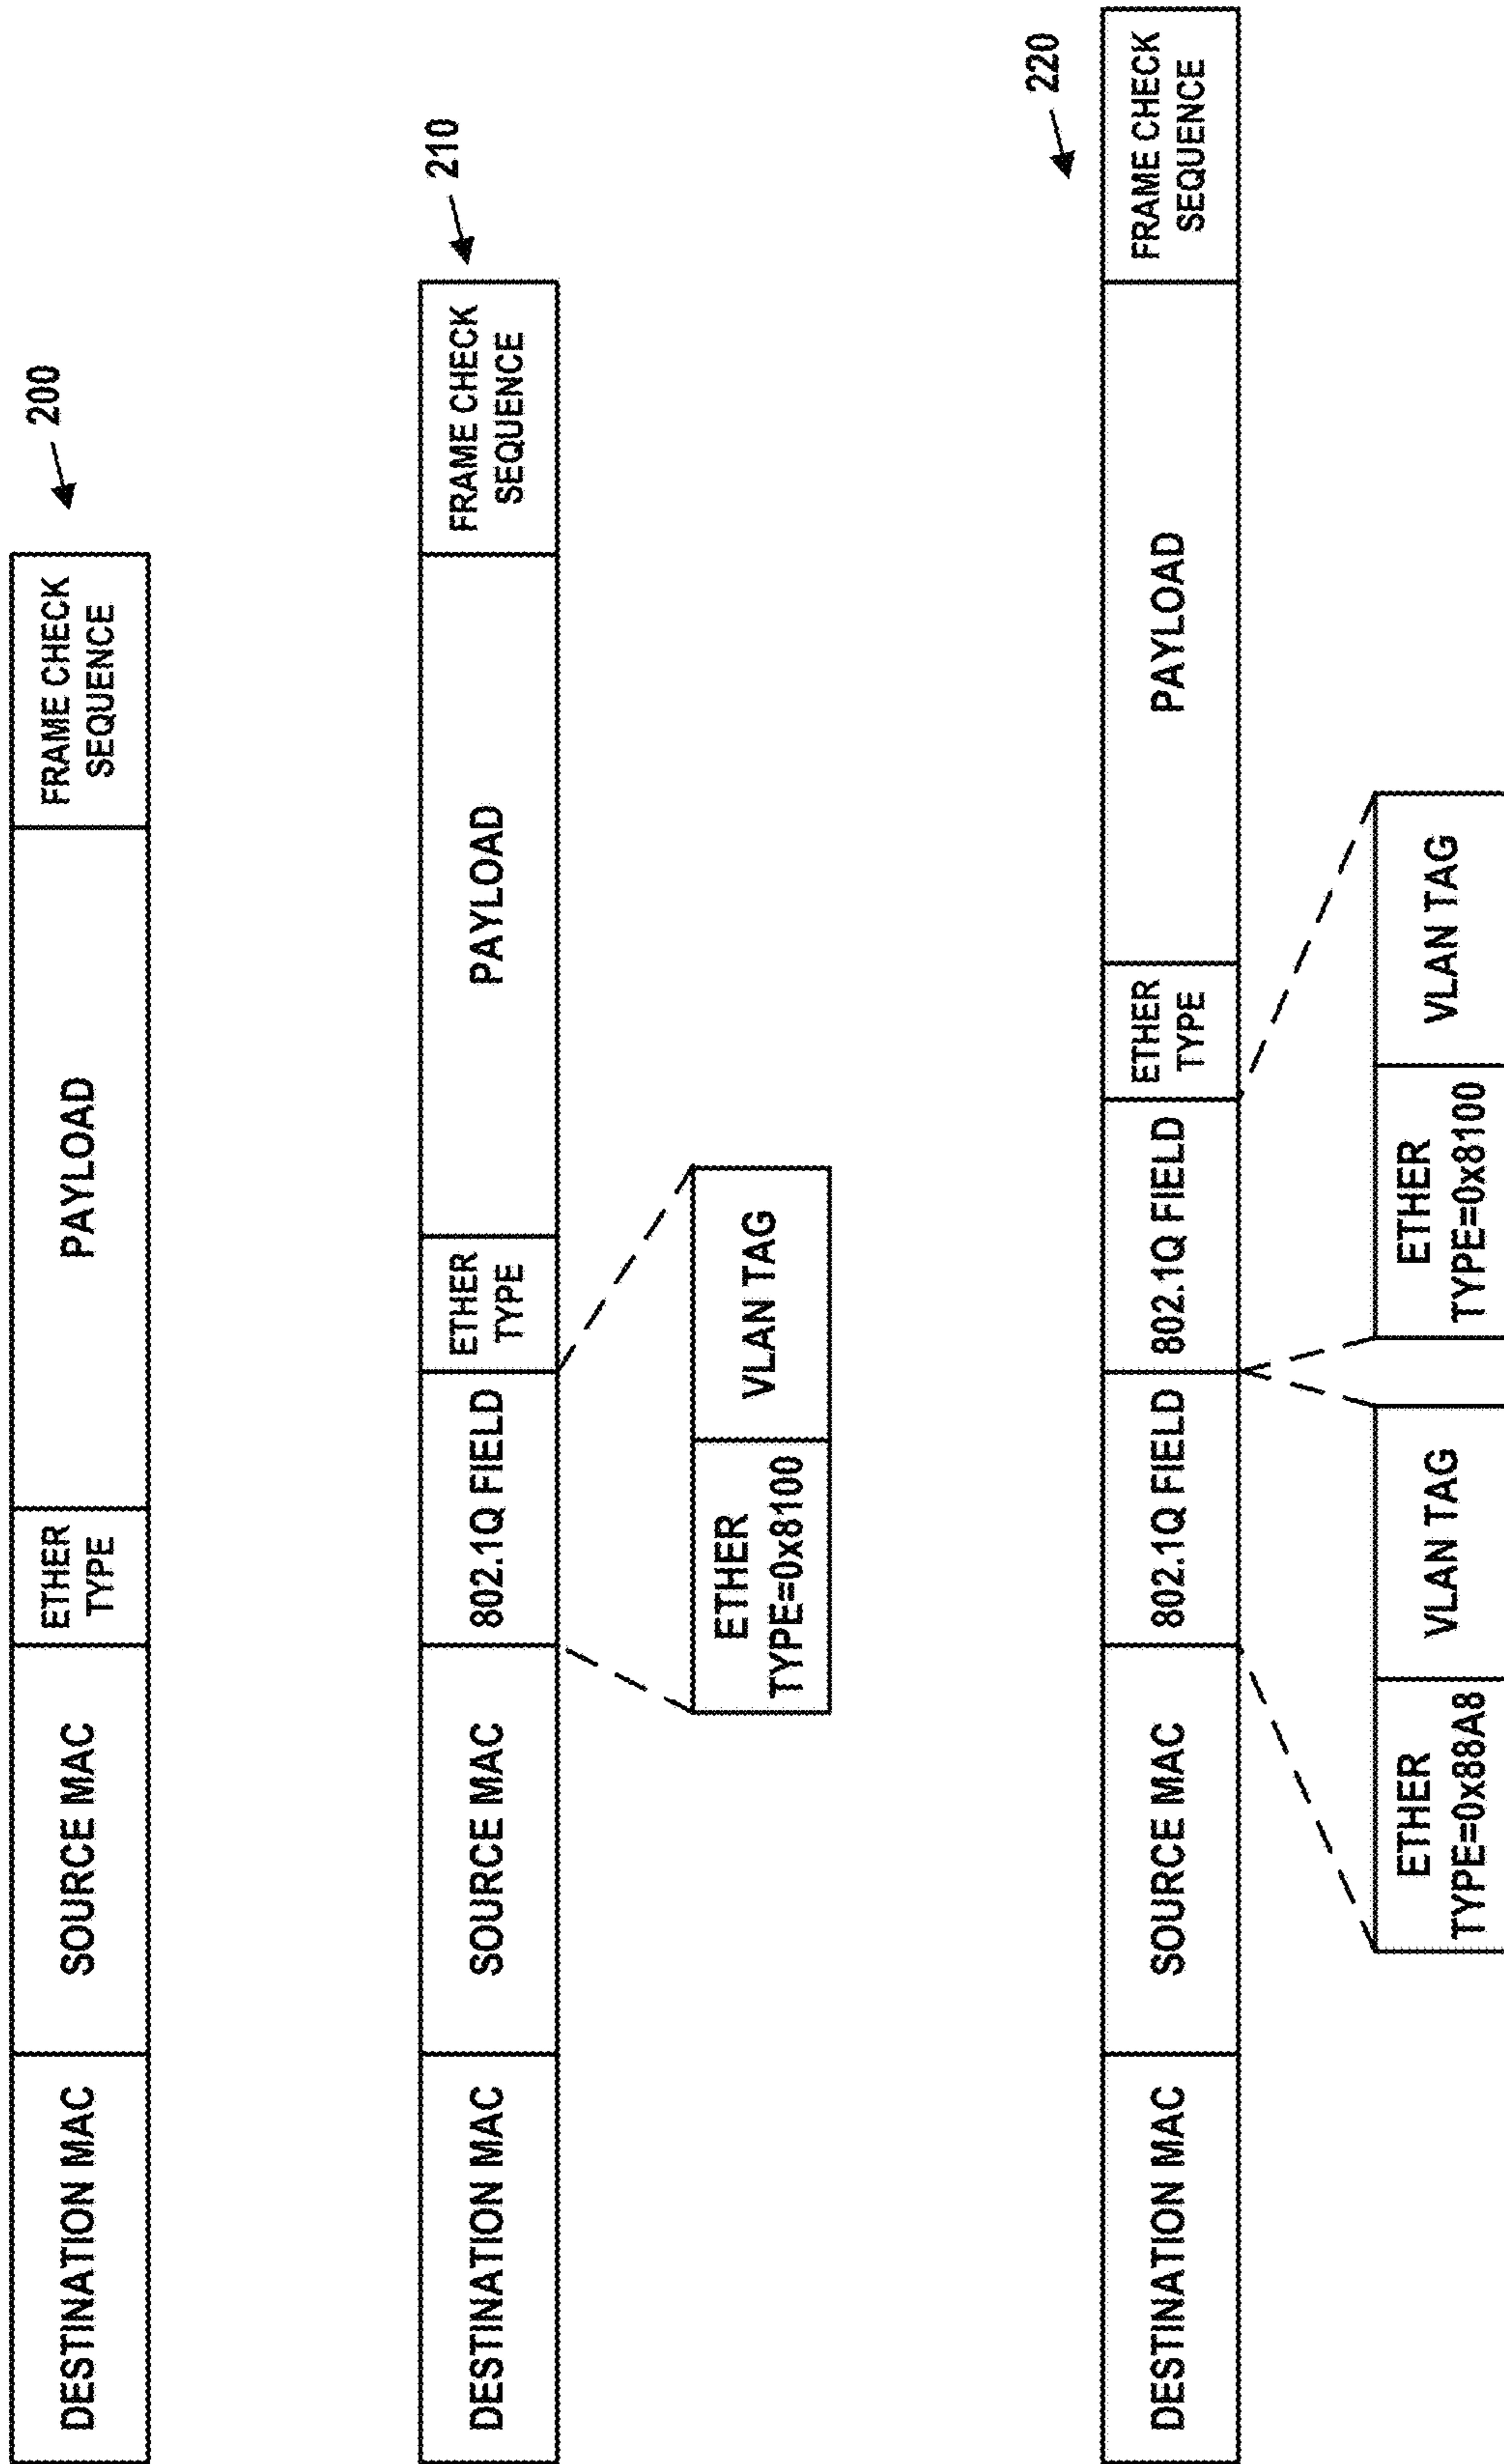 200
DESTINATION MAC
SOURCE MAC
ETHER
TYPE
PAYLOAD
FRAME CHECK
SEQUENCE
210
DESTINATION MAC
SOURCE MAC
802.1Q FIELD
ETHER
TYPE
PAYLOAD
FRAME CHECK
SEQUENCE
ETHER
TYPE=0x8100
VLAN TAG
220
DESTINATION MAC
SOURCE MAC
802.1Q FIELD
802.1Q FIELD
ETHER
TYPE
PAYLOAD
FRAME CHECK
SEQUENCE
ETHER
TYPE=0x88A8
VLAN TAG
ETHER
TYPE=0x8100
VLAN TAG